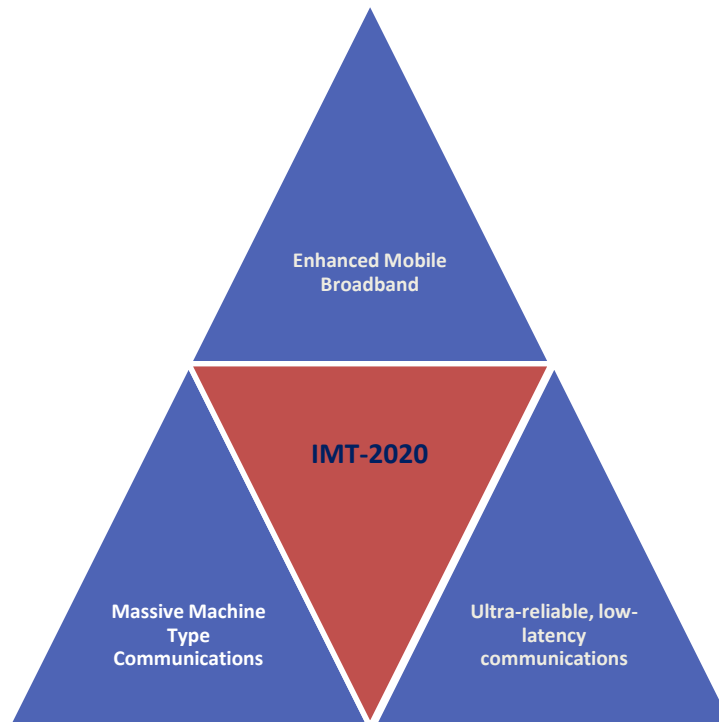 Enhanced Mobile
Broadband
IMT-2020
Massive Machine
Type
Communications
Ultra-reliable, low-
latency
communications